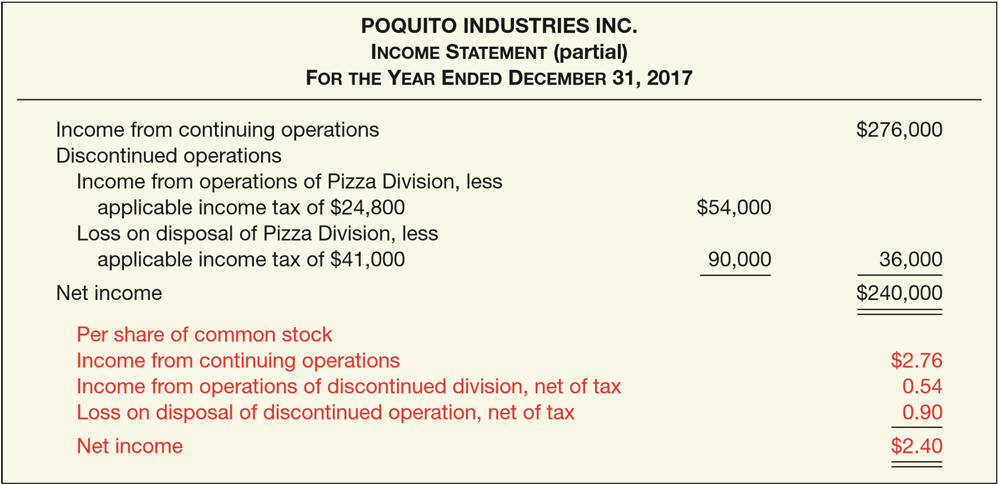 POQUITO INDUSTRIES INC.
INCOME STATEMENT (partial)
FOR THE YEAR ENDED DECEMBER 31, 2017
Income from continuing operations $276,000
Discontinued operations
Income from operations of Pizza Division, less
applicable income tax of $24,800 $54,000
Loss on disposal of Pizza Division, less
applicable income tax of $41,000 90,000 36,000
Net income $240,000
Per share of common stock
Income from continuing operations $2.76
Income from operations of discontinued division, net of tax 0.54
Loss on disposal of discontinued operation, net of tax 0.90
Net income $2.40